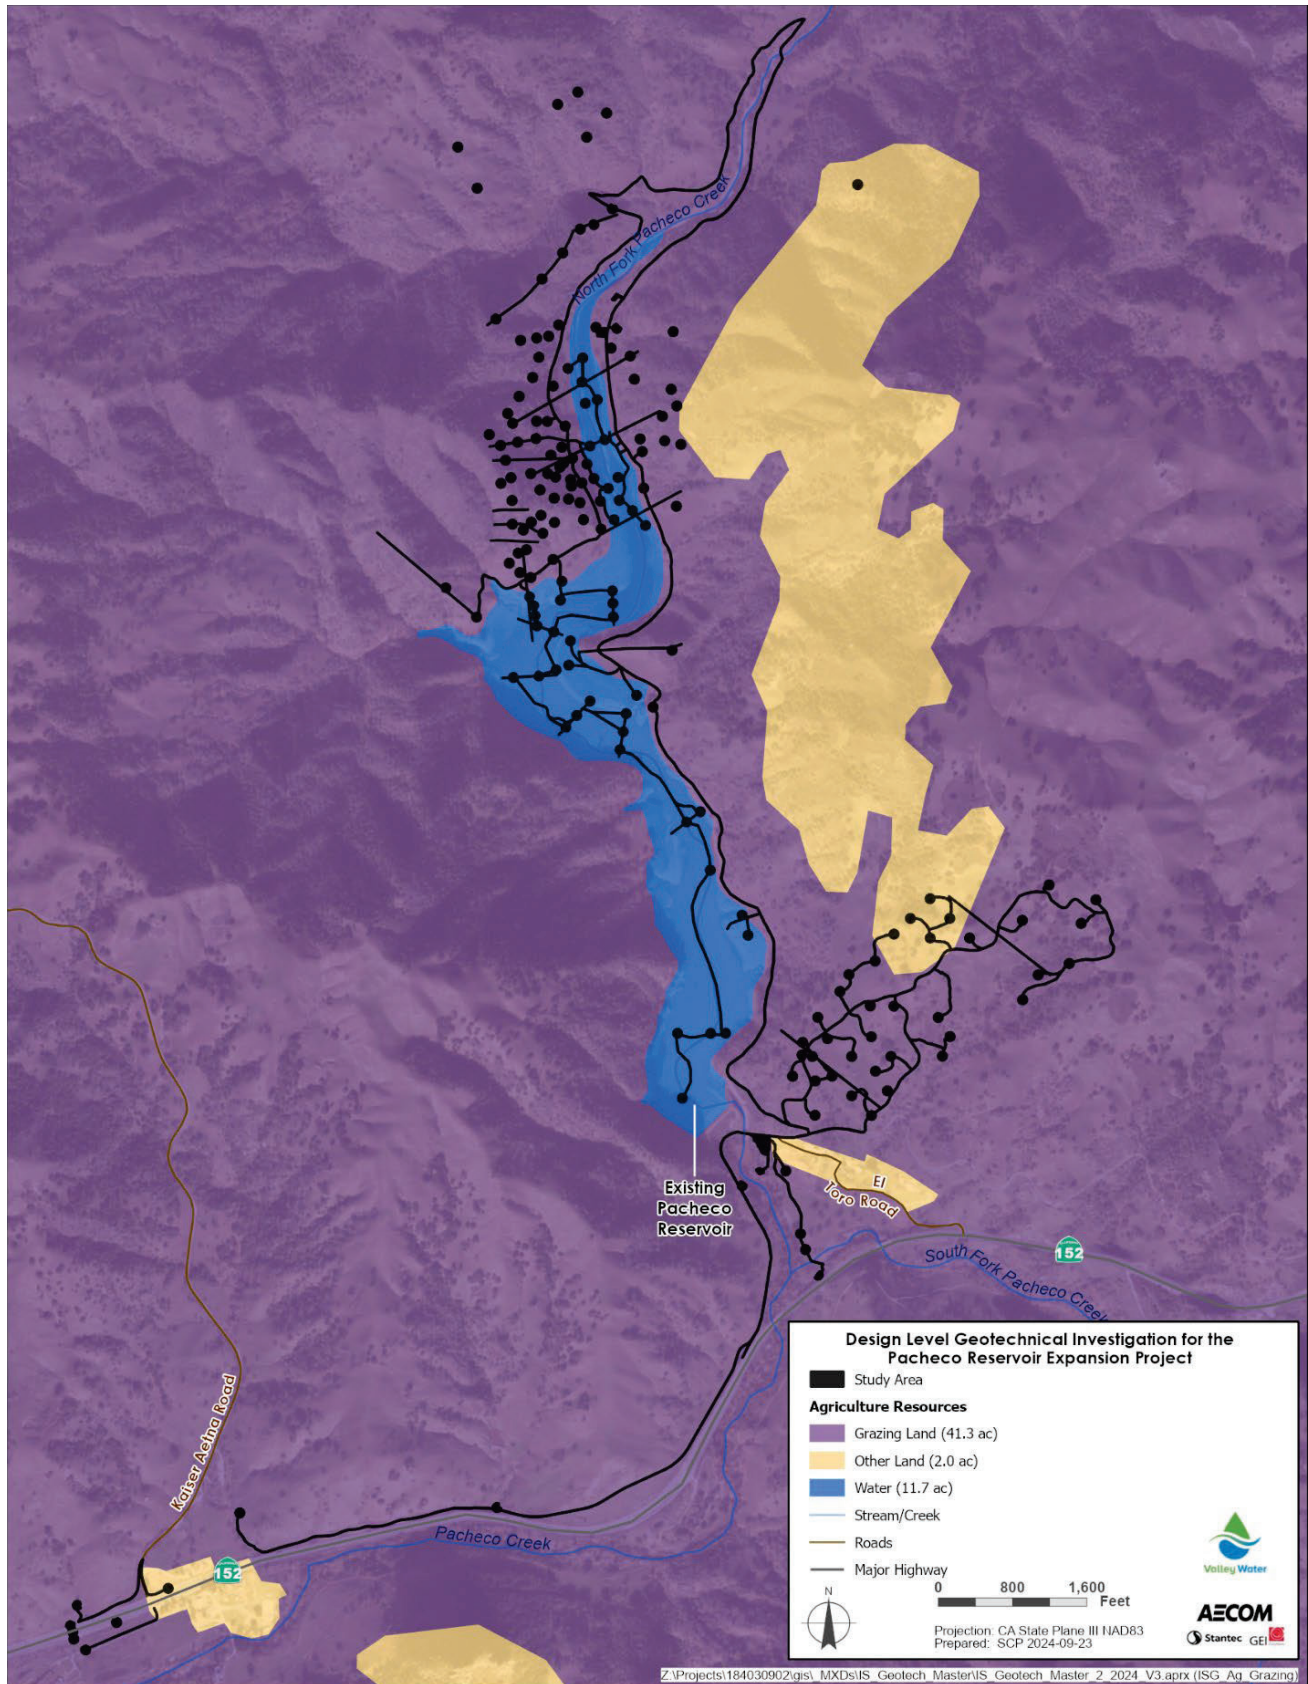 North Fork Pacheco Creek
Existing
Pacheco
Reservoir
El
Toro Road
152
South Fork Pacheco Creek
Kaiser Aetna Road
Pacheco Creek
152
Design Level Geotechnical Investigation for the
Pacheco Reservoir Expansion Project
Study Area
Agriculture Resources
Grazing Land (41.3 ac)
Other Land (2.0 ac)
Water (11.7 ac)
Stream/Creek
Roads
Major Highway
Valley Water
N
0 800 1,600
Feet
AECOM
Stantec GEI
Projection: CA State Plane III NAD83
Prepared: SCP 2024-09-23
Z:\Projects\184030902\gis\_MXDs\IS_Geotech_Master\IS_Geotech_Master_2_2024_V3.aprx (ISG_Ag_Grazing)